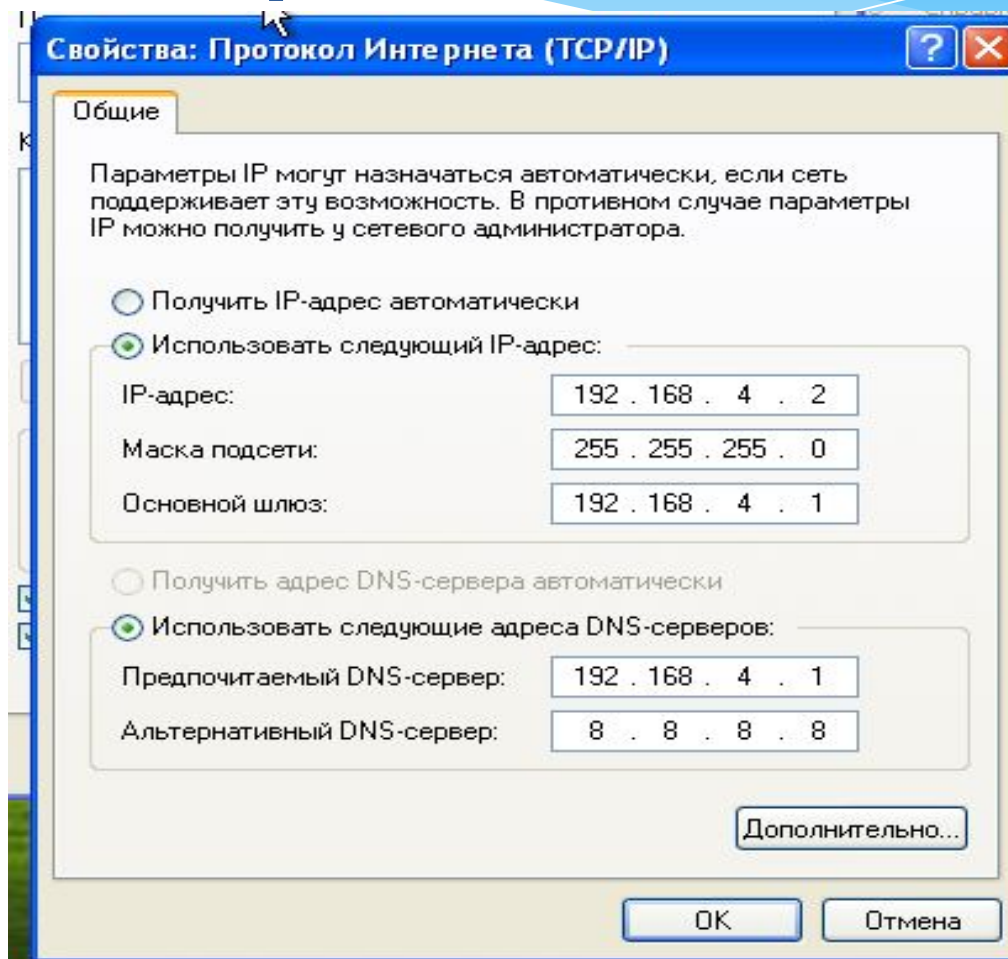 Свойства: Протокол Интернета (TCP/IP)
Общие
Параметры IP могут назначаться автоматически, если сеть
поддерживает эту возможность. В противном случае параметры
IP можно получить у сетевого администратора.
Получить IP-адрес автоматически
Использовать следующий IP-адрес:
IP-адрес: 192 . 168 . 4 . 2
Маска подсети: 255 . 255 . 255 . 0
Основной шлюз: 192 . 168 . 4 . 1
Получить адрес DNS-сервера автоматически
Использовать следующие адреса DNS-серверов:
Предпочитаемый DNS-сервер: 192 . 168 . 4 . 1
Альтернативный DNS-сервер: 8 . 8 . 8 . 8
Дополнительно...
OK Отмена